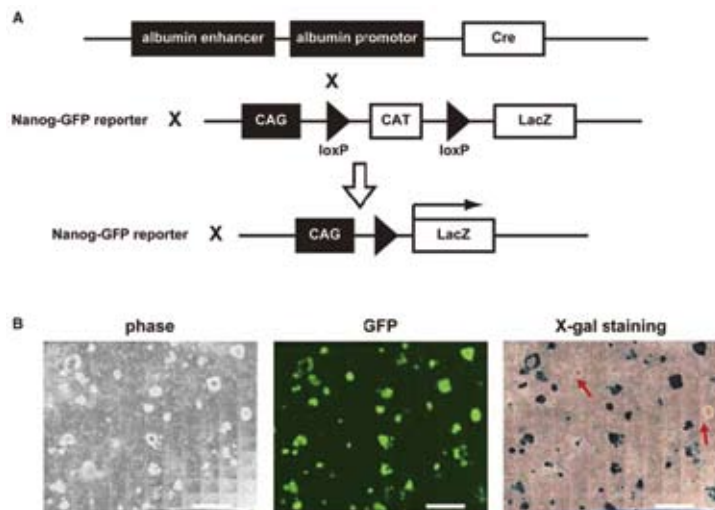 A
albumin enhancer albumin promotor Cre
X
Nanog-GFP reporter X CAG CAT LacZ
loxP loxP
Nanog-GFP reporter X CAG LacZ
B
phase GFP X-gal staining